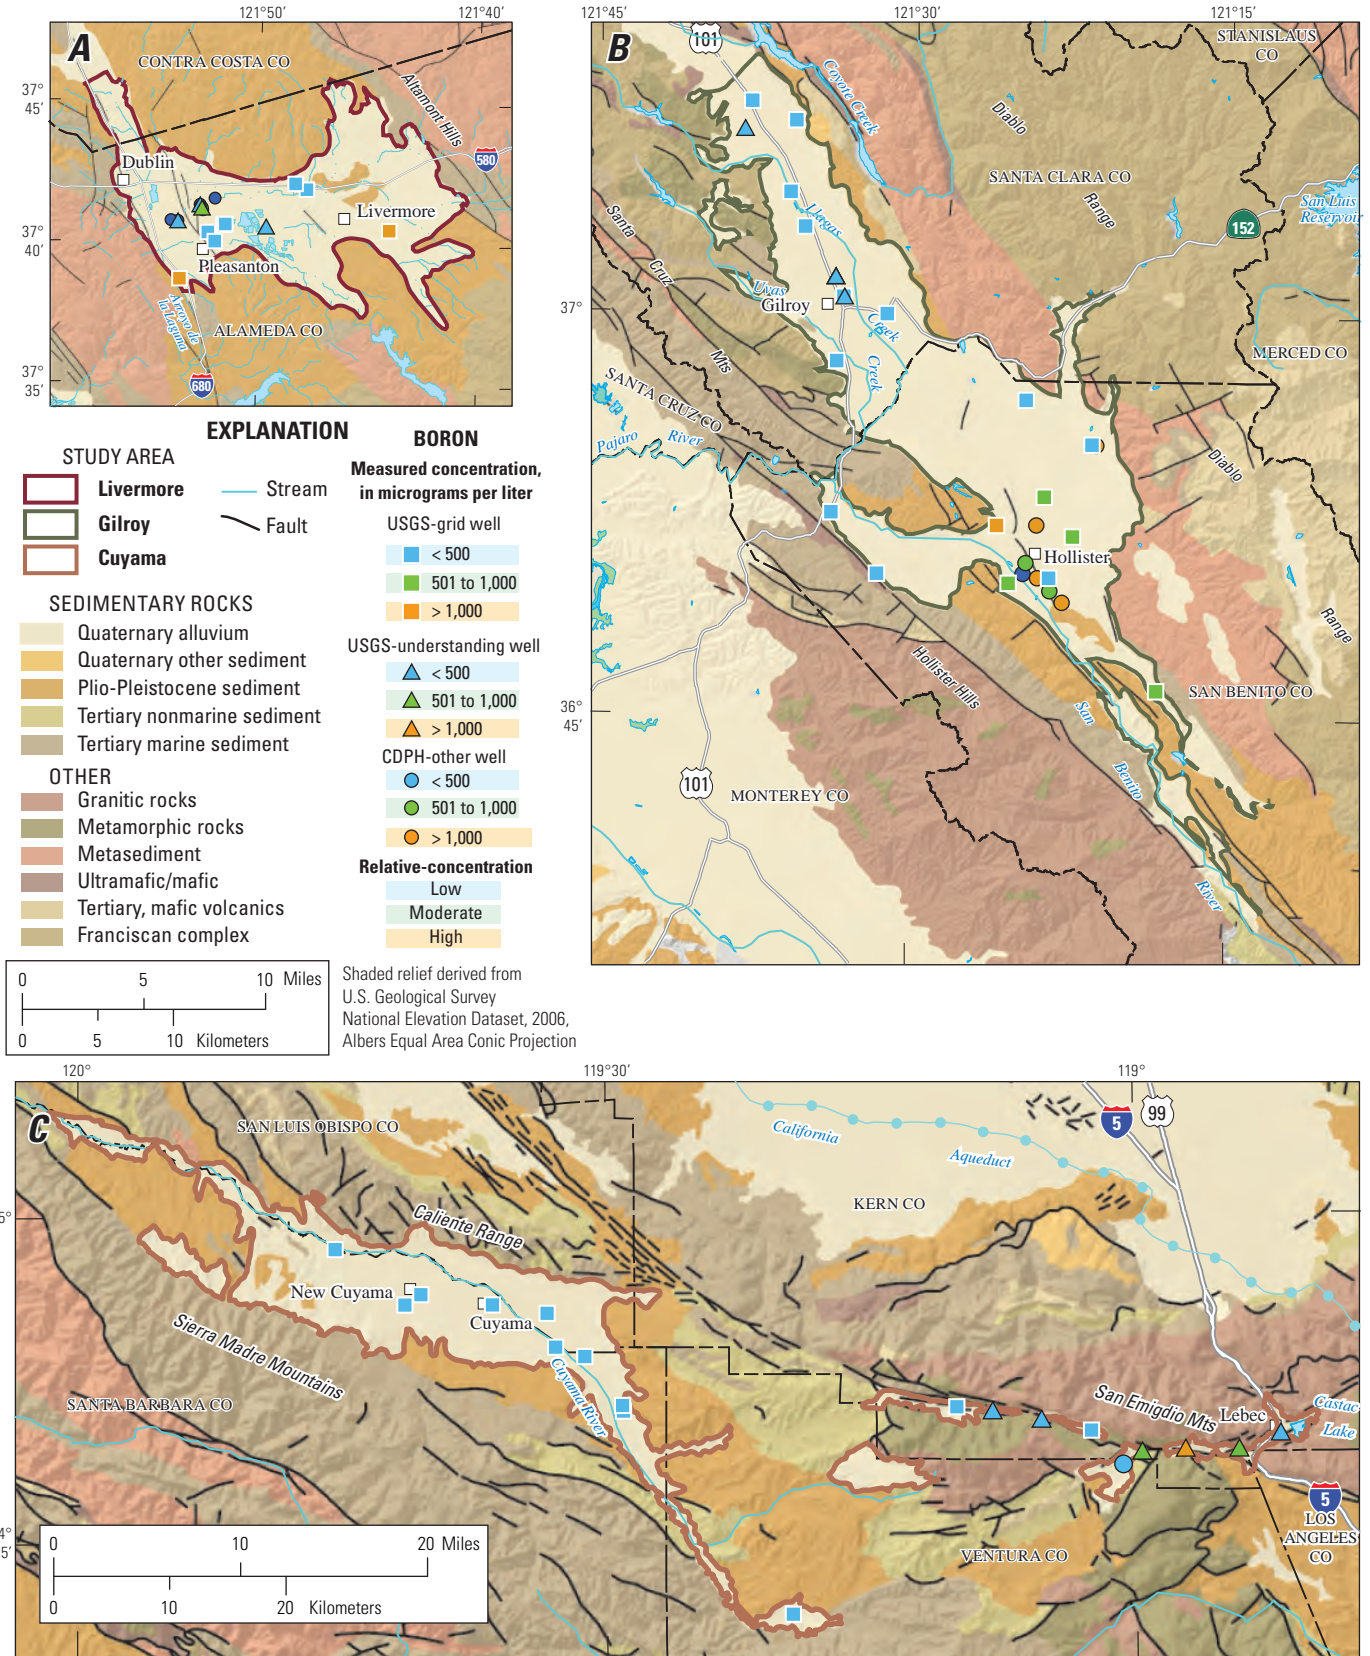 121°50′
121°40′
A
CONTRA COSTA CO
37°
45′
Altamont Hills
580
Dublin
Livermore
37°
40′
Pleasanton
Arroyo de
la Laguna
ALAMEDA CO
37°
35′
680
121°45′
121°30′
121°15′
B
101
STANISLAUS
CO
Coyote Creek
Diablo
SANTA CLARA CO
Range
San Luis
Reservoir
152
Santa
Llagas
Cruz
Uvas
Gilroy
37°
Creek
Creek
Mts
MERCED CO
SANTA CRUZ CO
Pajaro River
Diablo
Hollister
Range
Hollister Hills
SAN BENITO CO
36°
45′
San
Benito
101
MONTEREY CO
River
EXPLANATION
STUDY AREA
Livermore
Gilroy
Cuyama
Stream
Fault
SEDIMENTARY ROCKS
Quaternary alluvium
Quaternary other sediment
Plio-Pleistocene sediment
Tertiary nonmarine sediment
Tertiary marine sediment
OTHER
Granitic rocks
Metamorphic rocks
Metasediment
Ultramafic/mafic
Tertiary, mafic volcanics
Franciscan complex
BORON
Measured concentration,
in micrograms per liter
USGS-grid well
< 500
501 to 1,000
> 1,000
USGS-understanding well
< 500
501 to 1,000
> 1,000
CDPH-other well
< 500
501 to 1,000
> 1,000
Relative-concentration
Low
Moderate
High
0 5 10 Miles
0 5 10 Kilometers
Shaded relief derived from
U.S. Geological Survey
National Elevation Dataset, 2006,
Albers Equal Area Conic Projection
120°
119°30′
119°
C
SAN LUIS OBISPO CO
California
Aqueduct
5
99
KERN CO
5°
Caliente Range
New Cuyama
Cuyama
Sierra Madre Mountains
Cuyama River
SANTA BARBARA CO
San Emigdio Mts
Lebec
Castac
Lake
5
LOS
ANGELES
CO
VENTURA CO
4°
5′
0 10 20 Miles
0 10 20 Kilometers